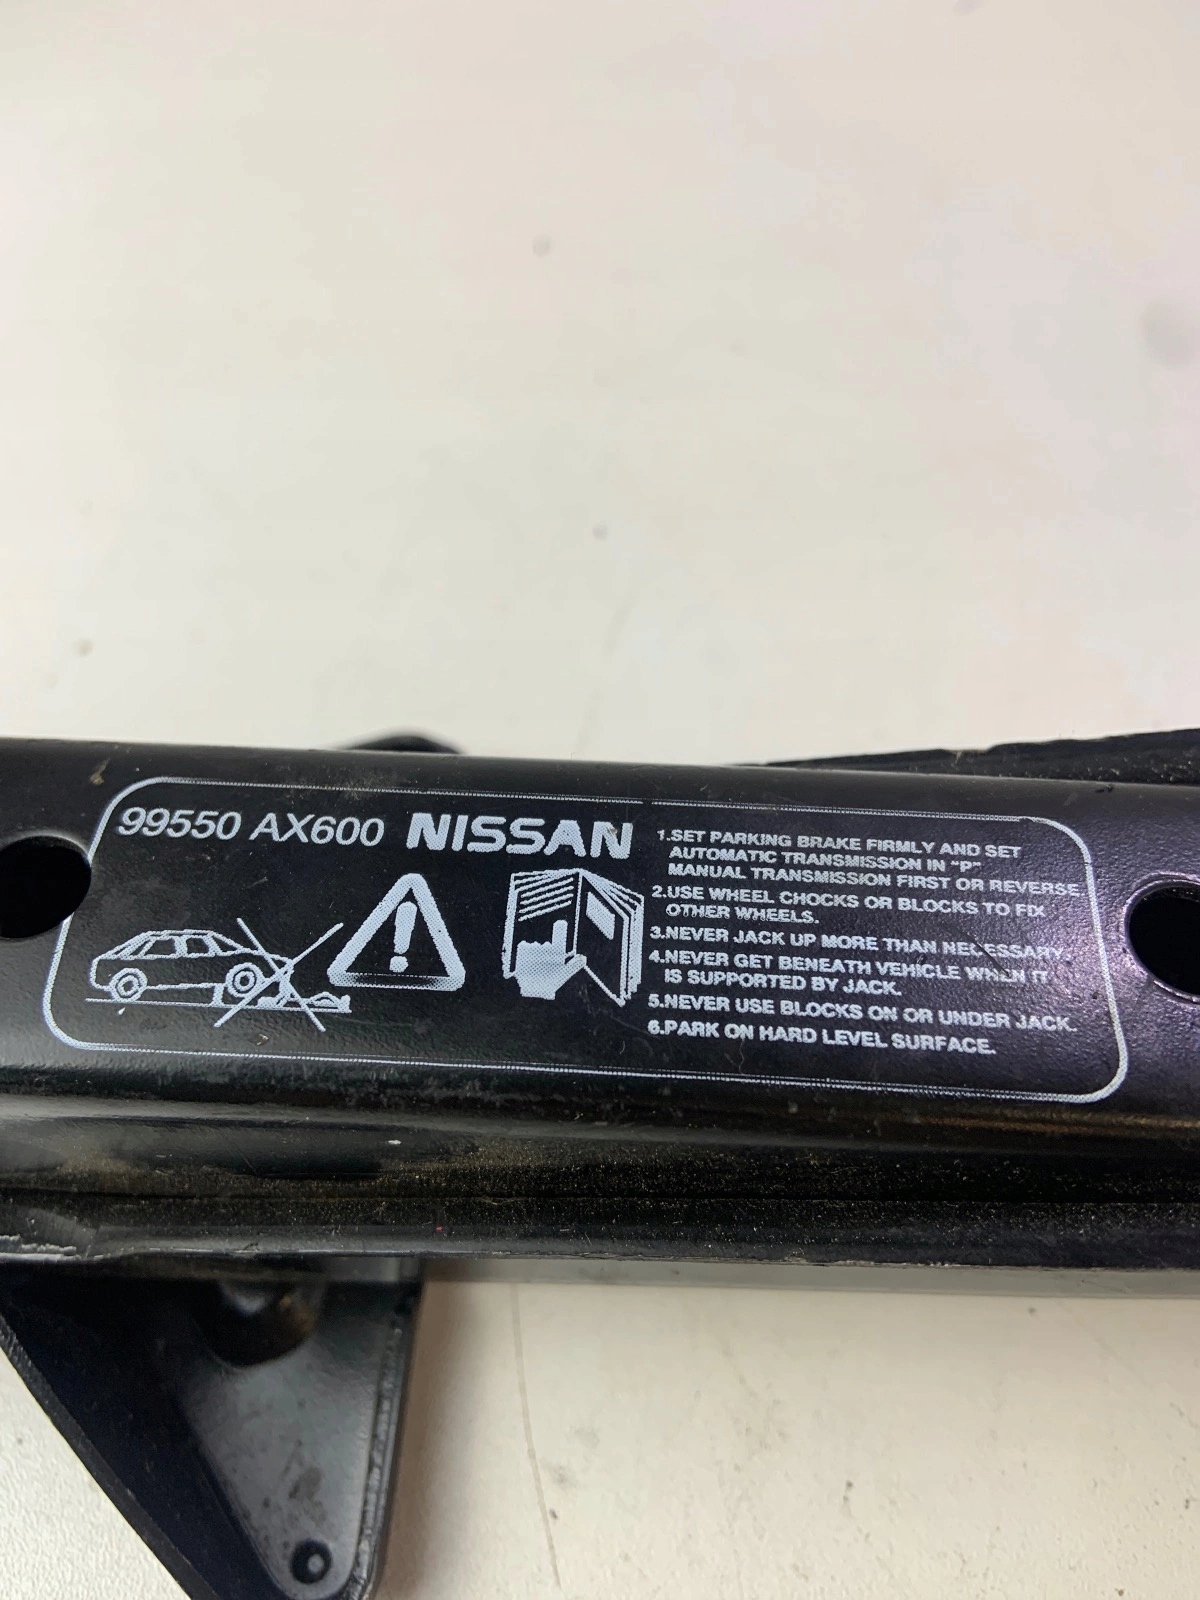 99550 AX600 NISSAN
1.SET PARKING BRAKE FIRMLY AND SET
AUTOMATIC TRANSMISSION IN "P"
MANUAL TRANSMISSION FIRST OR REVERSE
2.USE WHEEL CHOCKS OR BLOCKS TO FIX
OTHER WHEELS.
3.NEVER JACK UP MORE THAN NECESSARY.
4.NEVER GET BENEATH VEHICLE WHEN IT
IS SUPPORTED BY JACK.
5.NEVER USE BLOCKS ON OR UNDER JACK.
6.PARK ON HARD LEVEL SURFACE.